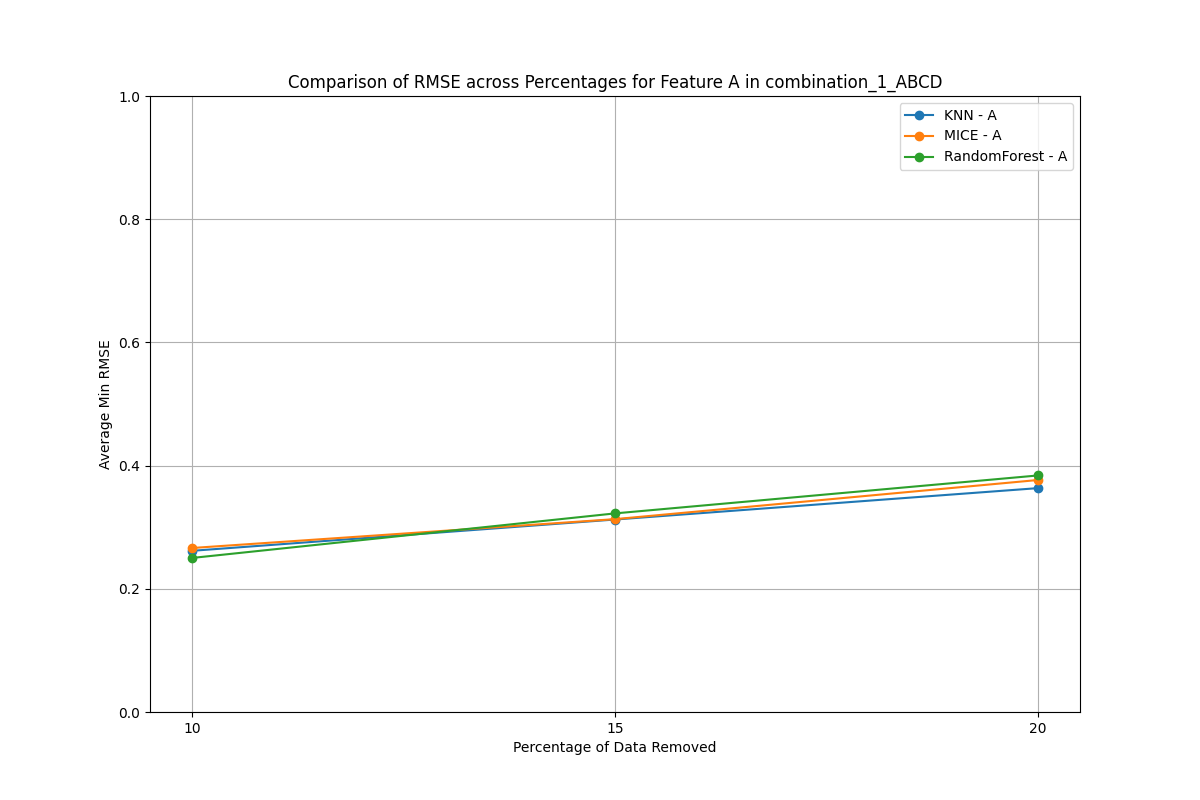 Comparison of RMSE across Percentages for Feature A in combination_1_ABCD
KNN - A
MICE - A
RandomForest - A
Average Min RMSE
1.0
0.8
0.6
0.4
0.2
0.0
10
15
20
Percentage of Data Removed